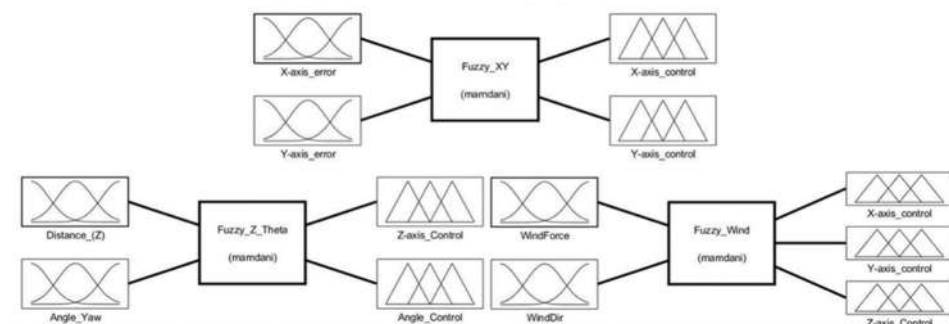 X-axis_error
Fuzzy_XY
(mamdani)
X-axis_control
Y-axis_error
Y-axis_control
Distance_(Z)
Fuzzy_Z_Theta
(mamdani)
Z-axis_Control
Angle_Yaw
Angle_Control
WindForce
Fuzzy_Wind
(mamdani)
X-axis_control
Y-axis_control
WindDir
Z-axis_Control